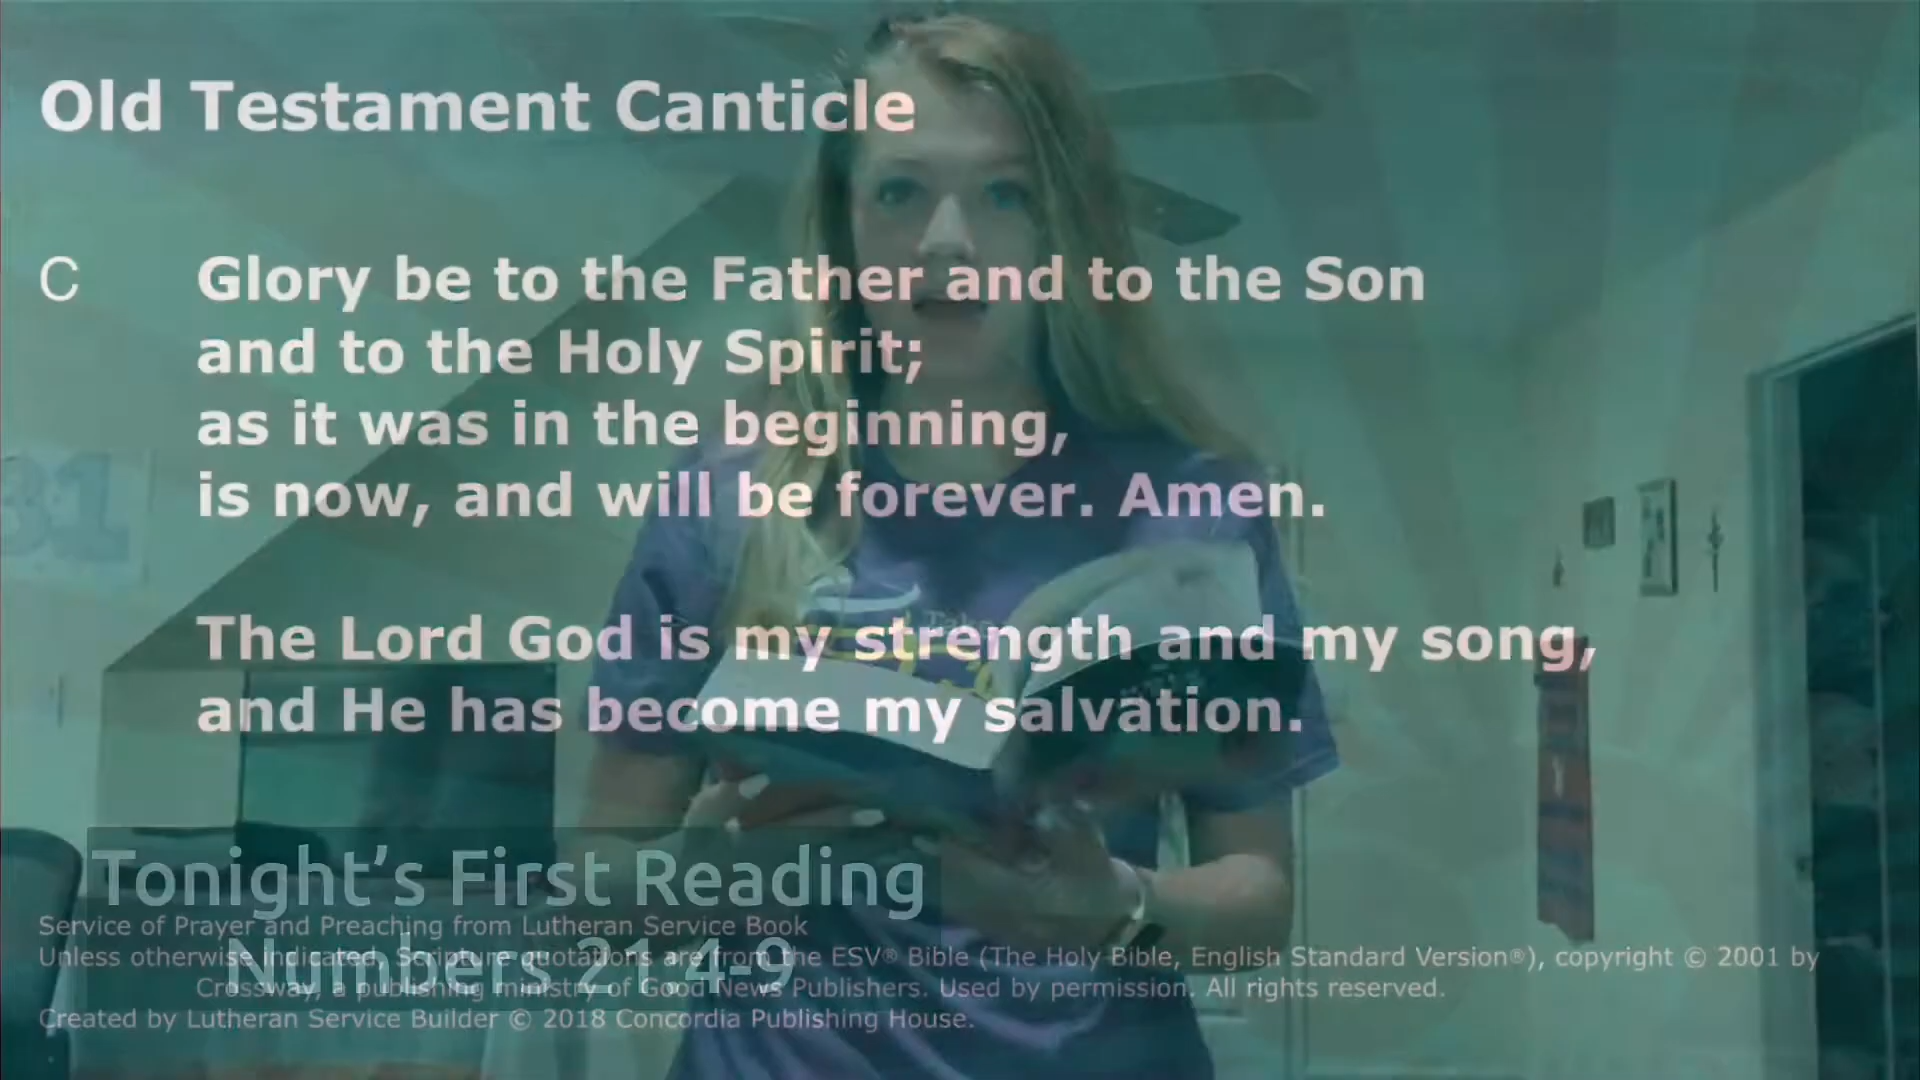 Old Testament Canticle
C Glory be to the Father and to the Son
and to the Holy Spirit;
as it was in the beginning,
is now, and will be forever. Amen.
The Lord God is my strength and my song,
and He has become my salvation.
Tonight’s First Reading
Numbers 21:4-9
Service of Prayer and Preaching from Lutheran Service Book
Unless otherwise indicated, Scripture quotations are from the ESV® Bible (The Holy Bible, English Standard Version®), copyright © 2001 by
Crossway, a publishing ministry of Good News Publishers. Used by permission. All rights reserved.
Created by Lutheran Service Builder © 2018 Concordia Publishing House.
31